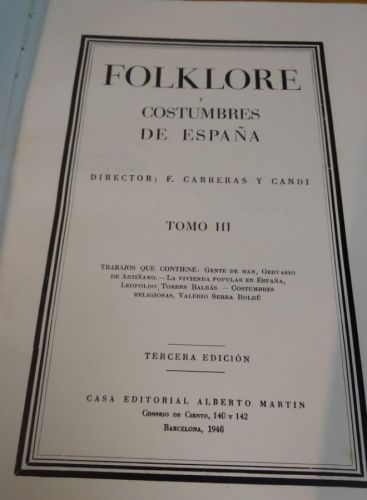 FOLKLORE
Y
COSTUMBRES
DE ESPAÑA
DIRECTOR: F. CARRERAS Y CANDI
TOMO III
TRABAJOS QUE CONTIENE: GENTE DE MAR, GERVASIO
DE ARTIÑANO.—LA VIVIENDA POPULAR EN ESPAÑA,
LEOPOLDO TORRES BALBÁS.—COSTUMBRES
RELIGIOSAS, VALERIO SERRA BOLDÚ
TERCERA EDICIÓN
CASA EDITORIAL ALBERTO MARTIN
CONSEJO DE CIENTO, 140 Y 142
BARCELONA, 1946